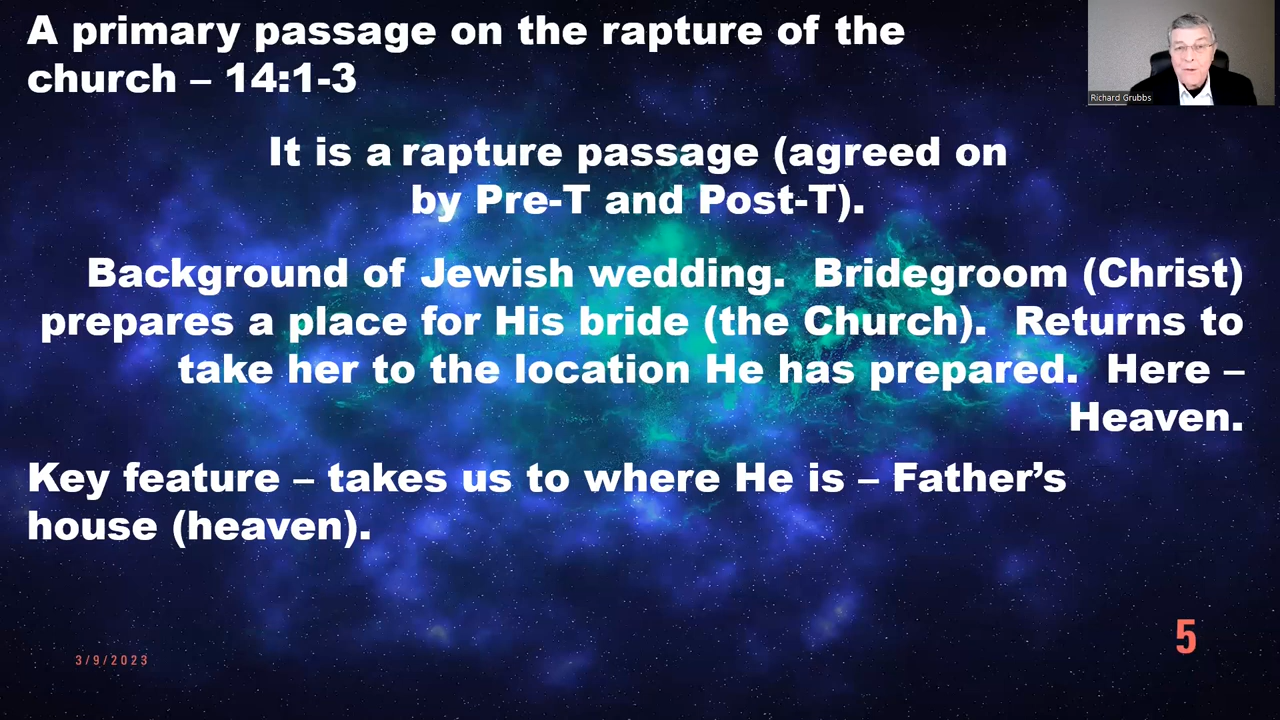 A primary passage on the rapture of the
church – 14:1-3
Richard Grubbs
It is a rapture passage (agreed on
by Pre-T and Post-T).
Background of Jewish wedding.  Bridegroom (Christ)
prepares a place for His bride (the Church).  Returns to
take her to the location He has prepared.  Here –
Heaven.
Key feature – takes us to where He is – Father’s
house (heaven).
3/9/2023
5